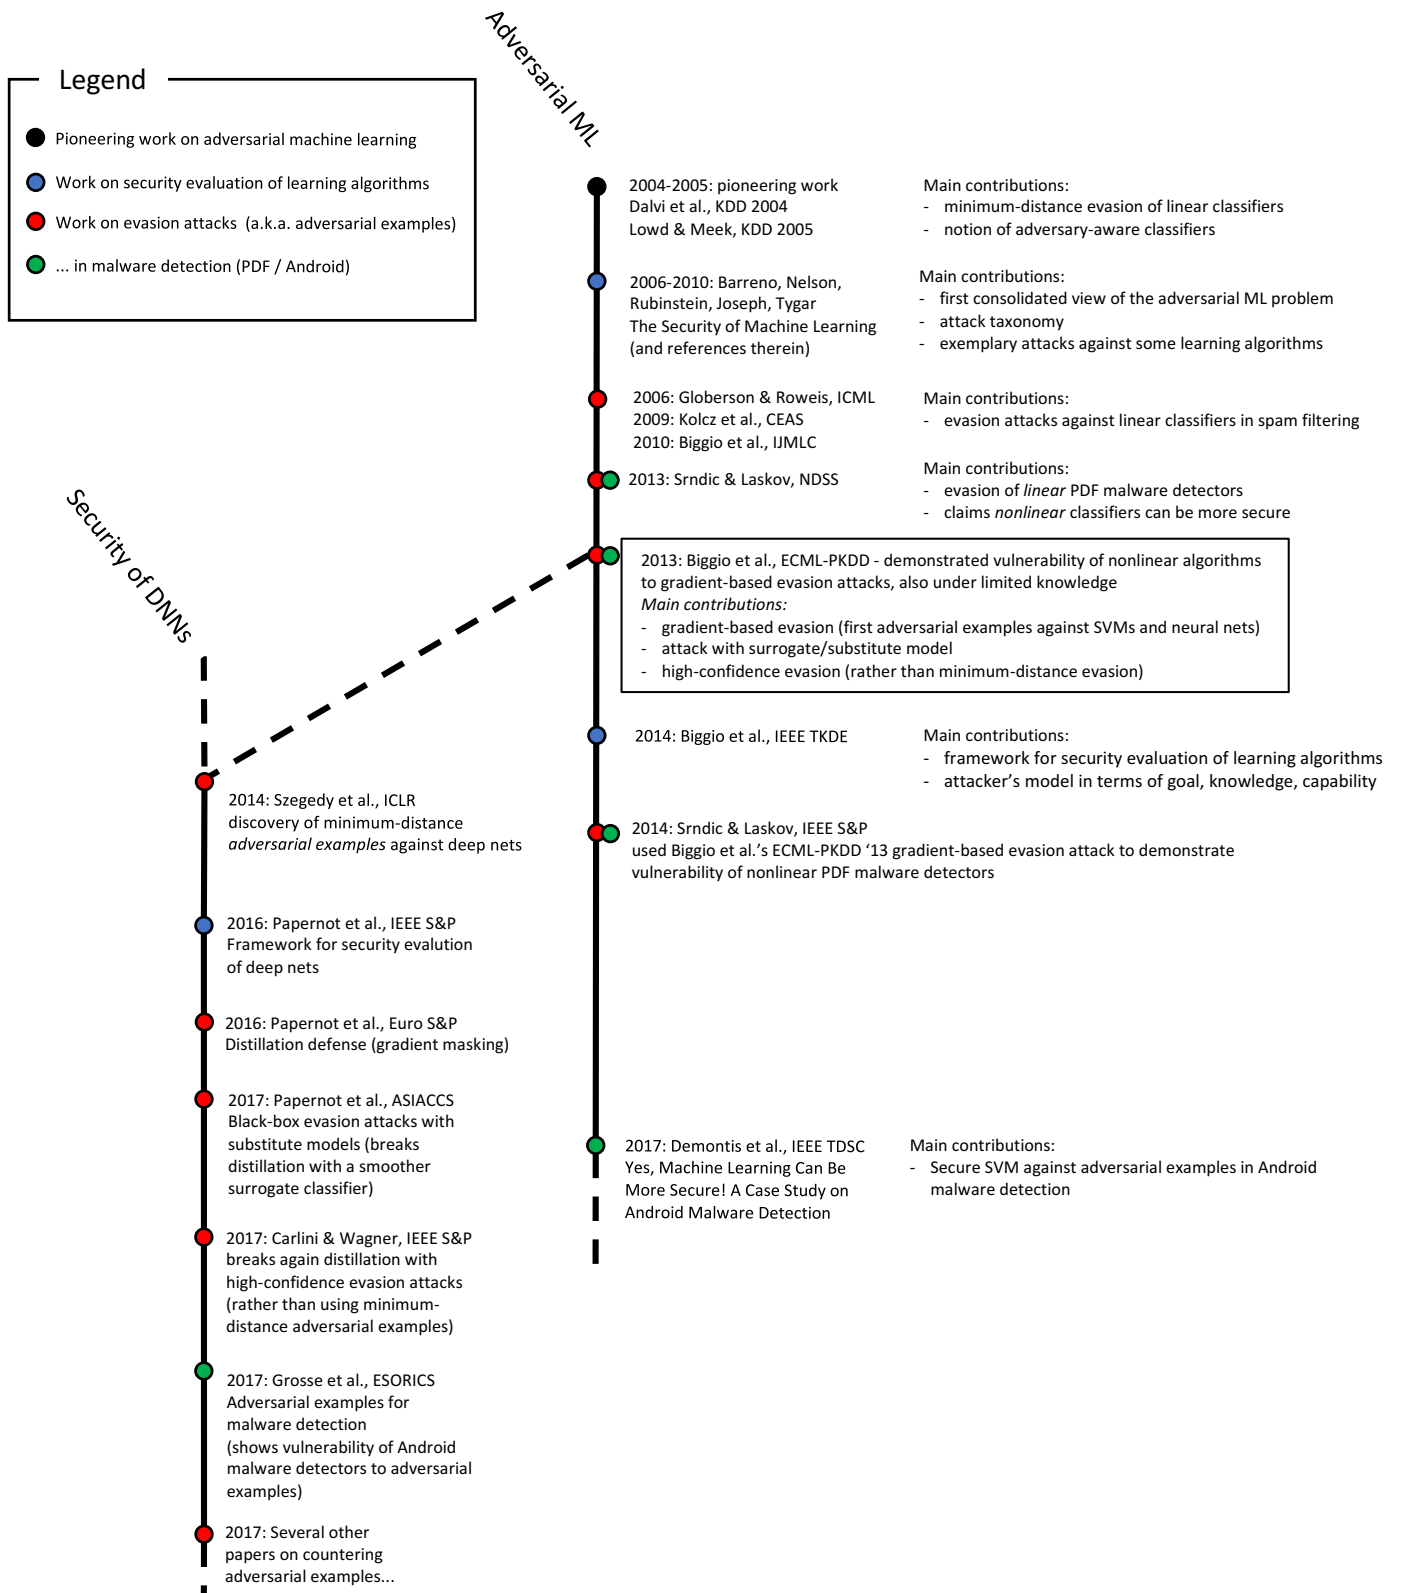 Adversarial ML
Legend
Pioneering work on adversarial machine learning
Work on security evaluation of learning algorithms
Work on evasion attacks (a.k.a. adversarial examples)
... in malware detection (PDF / Android)
2004-2005: pioneering work
Dalvi et al., KDD 2004
Lowd & Meek, KDD 2005
Main contributions:
- minimum-distance evasion of linear classifiers
- notion of adversary-aware classifiers
2006-2010: Barreno, Nelson,
Rubinstein, Joseph, Tygar
The Security of Machine Learning
(and references therein)
Main contributions:
- first consolidated view of the adversarial ML problem
- attack taxonomy
- exemplary attacks against some learning algorithms
2006: Globerson & Roweis, ICML
2009: Kolcz et al., CEAS
2010: Biggio et al., IJMLC
Main contributions:
- evasion attacks against linear classifiers in spam filtering
2013: Srndic & Laskov, NDSS
Main contributions:
- evasion of linear PDF malware detectors
- claims nonlinear classifiers can be more secure
2013: Biggio et al., ECML-PKDD - demonstrated vulnerability of nonlinear algorithms
to gradient-based evasion attacks, also under limited knowledge
Main contributions:
- gradient-based evasion (first adversarial examples against SVMs and neural nets)
- attack with surrogate/substitute model
- high-confidence evasion (rather than minimum-distance evasion)
2014: Biggio et al., IEEE TKDE
Main contributions:
- framework for security evaluation of learning algorithms
- attacker's model in terms of goal, knowledge, capability
2014: Srndic & Laskov, IEEE S&P
used Biggio et al.'s ECML-PKDD '13 gradient-based evasion attack to demonstrate
vulnerability of nonlinear PDF malware detectors
2017: Demontis et al., IEEE TDSC
Yes, Machine Learning Can Be
More Secure! A Case Study on
Android Malware Detection
Main contributions:
- Secure SVM against adversarial examples in Android
malware detection
Security of DNNs
2014: Szegedy et al., ICLR
discovery of minimum-distance
adversarial examples against deep nets
2016: Papernot et al., IEEE S&P
Framework for security evalution
of deep nets
2016: Papernot et al., Euro S&P
Distillation defense (gradient masking)
2017: Papernot et al., ASIACCS
Black-box evasion attacks with
substitute models (breaks
distillation with a smoother
surrogate classifier)
2017: Carlini & Wagner, IEEE S&P
breaks again distillation with
high-confidence evasion attacks
(rather than using minimum-
distance adversarial examples)
2017: Grosse et al., ESORICS
Adversarial examples for
malware detection
(shows vulnerability of Android
malware detectors to adversarial
examples)
2017: Several other
papers on countering
adversarial examples...